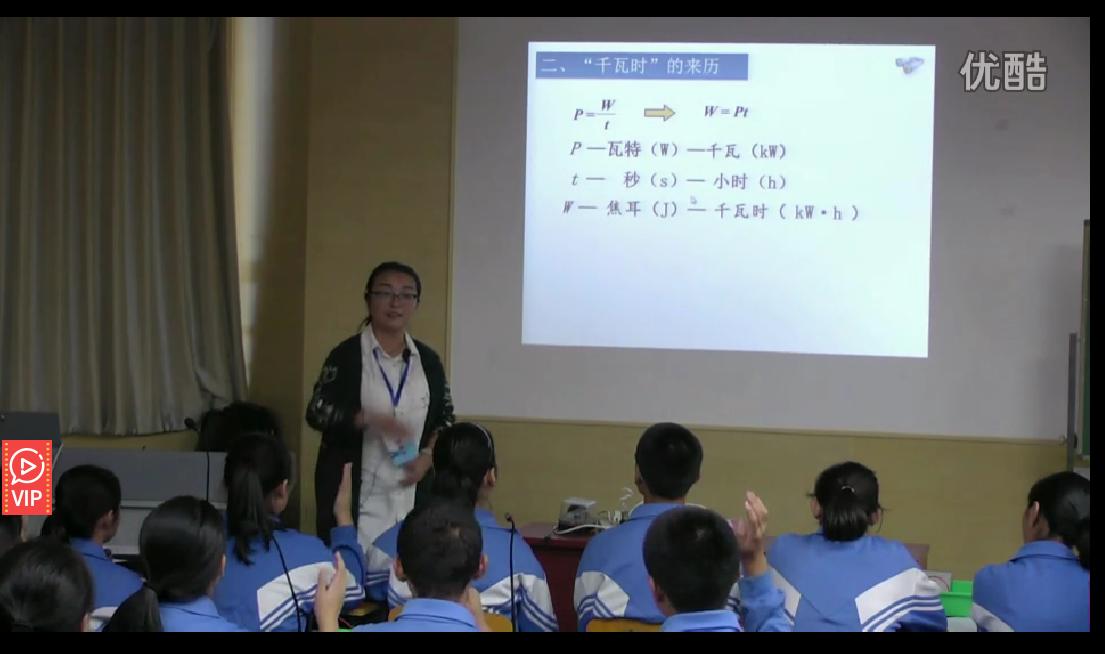 二、“千瓦时”的来历
优酷
P=W/t W=Pt
P—瓦特（W）—千瓦（kW）
t— 秒（s）— 小时（h）
W— 焦耳（J）— 千瓦时（kW·h）
VIP